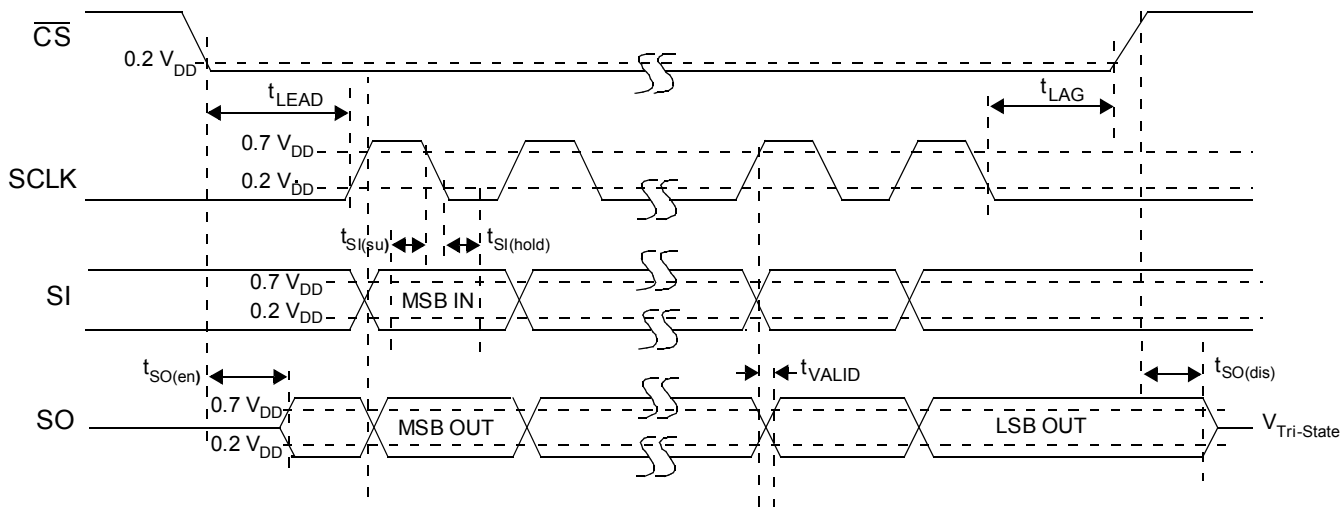 CS
0.2 VDD
tLEAD
tLAG
0.7 VDD
SCLK
0.2 VDD
tSI(su)
tSI(hold)
SI
0.7 VDD
MSB IN
0.2 VDD
tSO(en)
tVALID
tSO(dis)
SO
0.7 VDD
MSB OUT
LSB OUT
VTri-State
0.2 VDD